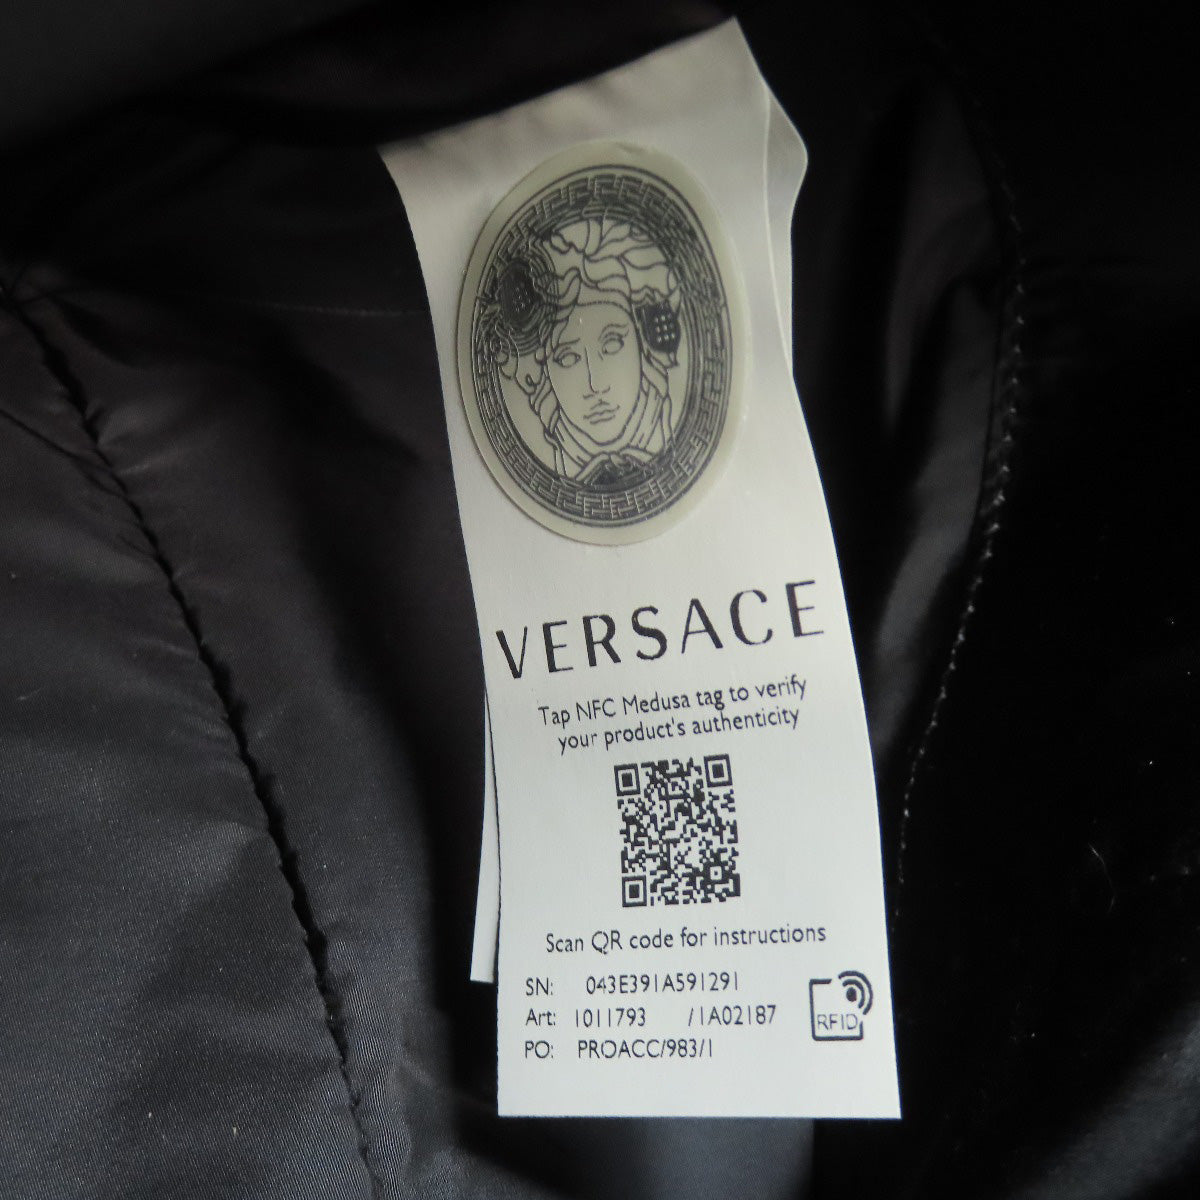 VERSACE
Tap NFC Medusa tag to verify
your product's authenticity
Scan QR code for instructions
SN: 043E391A591291
Art: 1011793 /1A02187
PO: PROACC/983/1
RFID